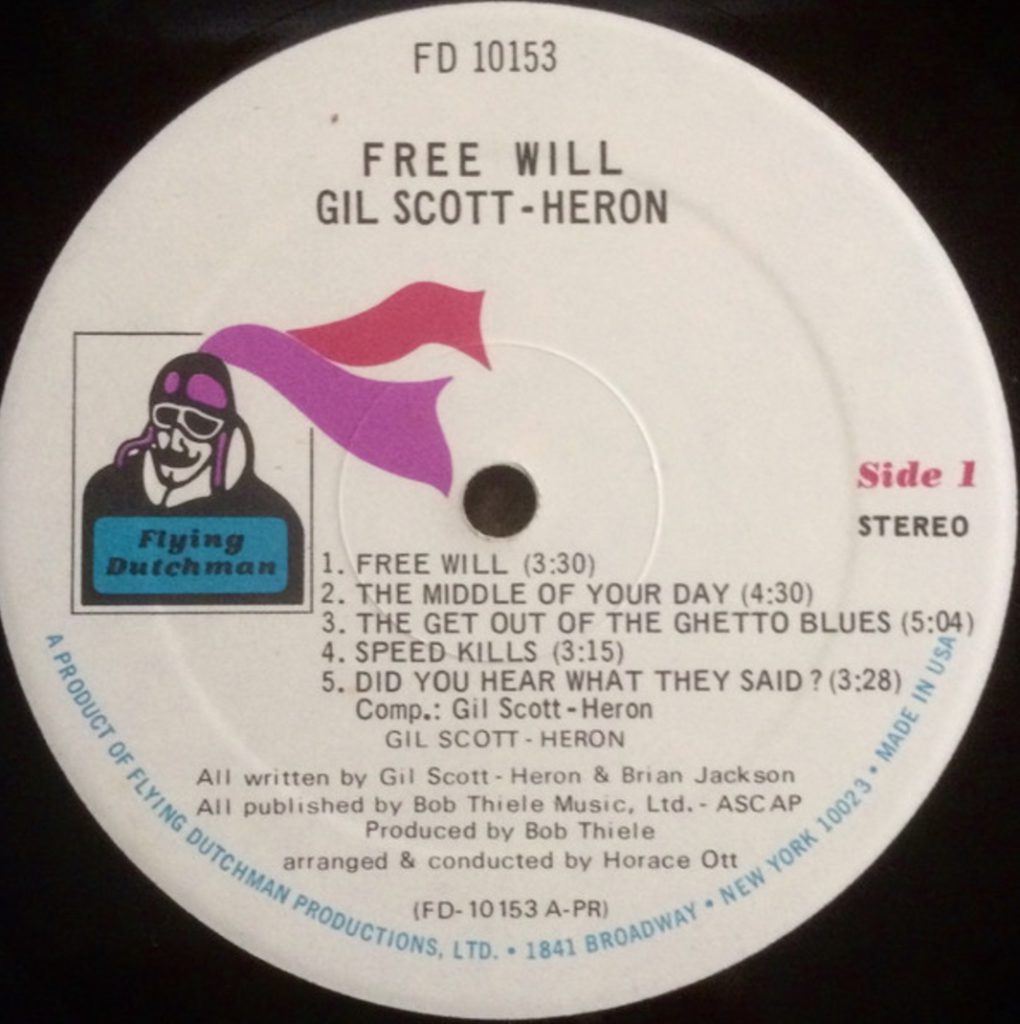 FD 10153
FREE WILL
GIL SCOTT-HERON
Side 1
STEREO
Flying
Dutchman
1. FREE WILL (3:30)
2. THE MIDDLE OF YOUR DAY (4:30)
3. THE GET OUT OF THE GHETTO BLUES (5:04)
4. SPEED KILLS (3:15)
5. DID YOU HEAR WHAT THEY SAID? (3:28)
Comp.: Gil Scott-Heron
GIL SCOTT-HERON
All written by Gil Scott-Heron & Brian Jackson
All published by Bob Thiele Music, Ltd.- ASCAP
Produced by Bob Thiele
arranged & conducted by Horace Ott
(FD-10153 A-PR)
A PRODUCT OF FLYING DUTCHMAN PRODUCTIONS, LTD. • 1841 BROADWAY • NEW YORK 10023 • MADE IN USA